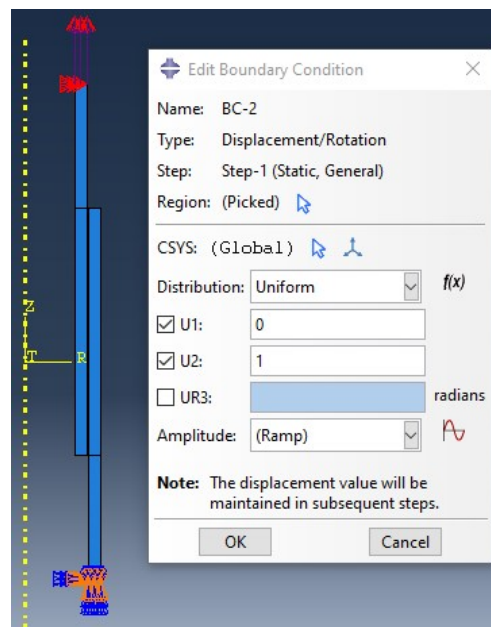 Edit Boundary Condition
Name: BC-2
Type: Displacement/Rotation
Step: Step-1 (Static, General)
Region: (Picked)
CSYS: (Global)
Distribution: Uniform f(x)
U1: 0
U2: 1
UR3: radians
Amplitude: (Ramp)
Note: The displacement value will be
maintained in subsequent steps.
OK Cancel
Z
T R